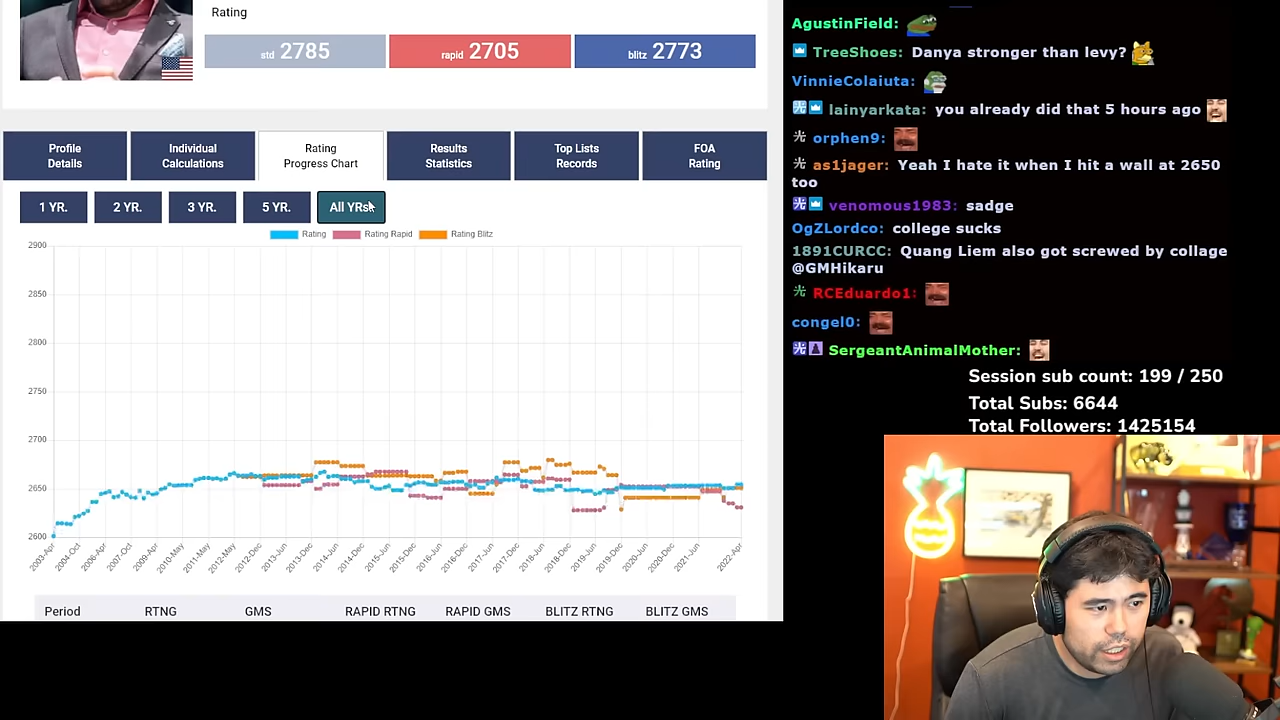 Rating
std 2785
rapid 2705
blitz 2773
Profile
Details
Individual
Calculations
Rating
Progress Chart
Results
Statistics
Top Lists
Records
FOA
Rating
1 YR.
2 YR.
3 YR.
5 YR.
All YRs.
Rating
Rating Rapid
Rating Blitz
2900
2850
2800
2750
2700
2650
2600
2003-Apr
2004-Oct
2006-Apr
2007-Oct
2009-Apr
2010-May
2011-May
2012-May
2012-Dec
2013-Jun
2013-Dec
2014-Jun
2014-Dec
2015-Jun
2015-Dec
2016-Jun
2016-Dec
2017-Jun
2017-Dec
2018-Jun
2018-Dec
2019-Jun
2019-Dec
2020-Jun
2020-Dec
2021-Jun
2022-Apr
Period
RTNG
GMS
RAPID RTNG
RAPID GMS
BLITZ RTNG
BLITZ GMS
AgustinField:
TreeShoes: Danya stronger than levy?
VinnieColaiuta:
lainyarkata: you already did that 5 hours ago
orphen9:
as1jager: Yeah I hate it when I hit a wall at 2650
too
venomous1983: sadge
OgZLordco: college sucks
1891CURCC: Quang Liem also got screwed by collage
@GMHikaru
RCEduardo1:
congel0:
SergeantAnimalMother:
Session sub count: 199 / 250
Total Subs: 6644
Total Followers: 1425154